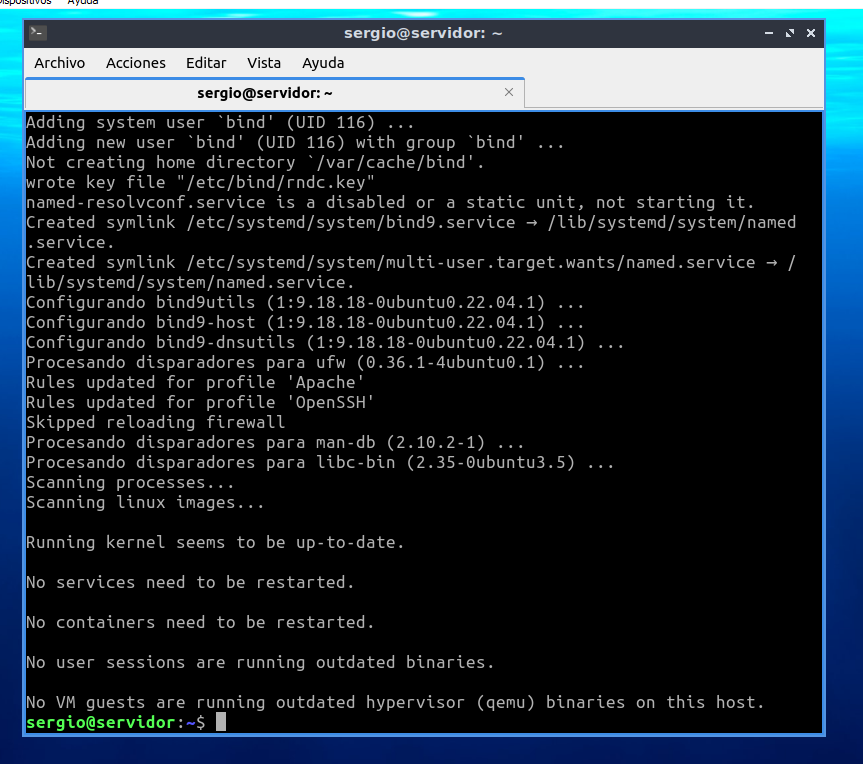 Dispositivos Ayuda
sergio@servidor: ~
Archivo Acciones Editar Vista Ayuda
sergio@servidor: ~
Adding system user `bind' (UID 116) ...
Adding new user `bind' (UID 116) with group `bind' ...
Not creating home directory `/var/cache/bind'.
wrote key file "/etc/bind/rndc.key"
named-resolvconf.service is a disabled or a static unit, not starting it.
Created symlink /etc/systemd/system/bind9.service → /lib/systemd/system/named
.service.
Created symlink /etc/systemd/system/multi-user.target.wants/named.service → /
lib/systemd/system/named.service.
Configurando bind9utils (1:9.18.18-0ubuntu0.22.04.1) ...
Configurando bind9-host (1:9.18.18-0ubuntu0.22.04.1) ...
Configurando bind9-dnsutils (1:9.18.18-0ubuntu0.22.04.1) ...
Procesando disparadores para ufw (0.36.1-4ubuntu0.1) ...
Rules updated for profile 'Apache'
Rules updated for profile 'OpenSSH'
Skipped reloading firewall
Procesando disparadores para man-db (2.10.2-1) ...
Procesando disparadores para libc-bin (2.35-0ubuntu3.5) ...
Scanning processes...
Scanning linux images...
Running kernel seems to be up-to-date.
No services need to be restarted.
No containers need to be restarted.
No user sessions are running outdated binaries.
No VM guests are running outdated hypervisor (qemu) binaries on this host.
sergio@servidor:~$